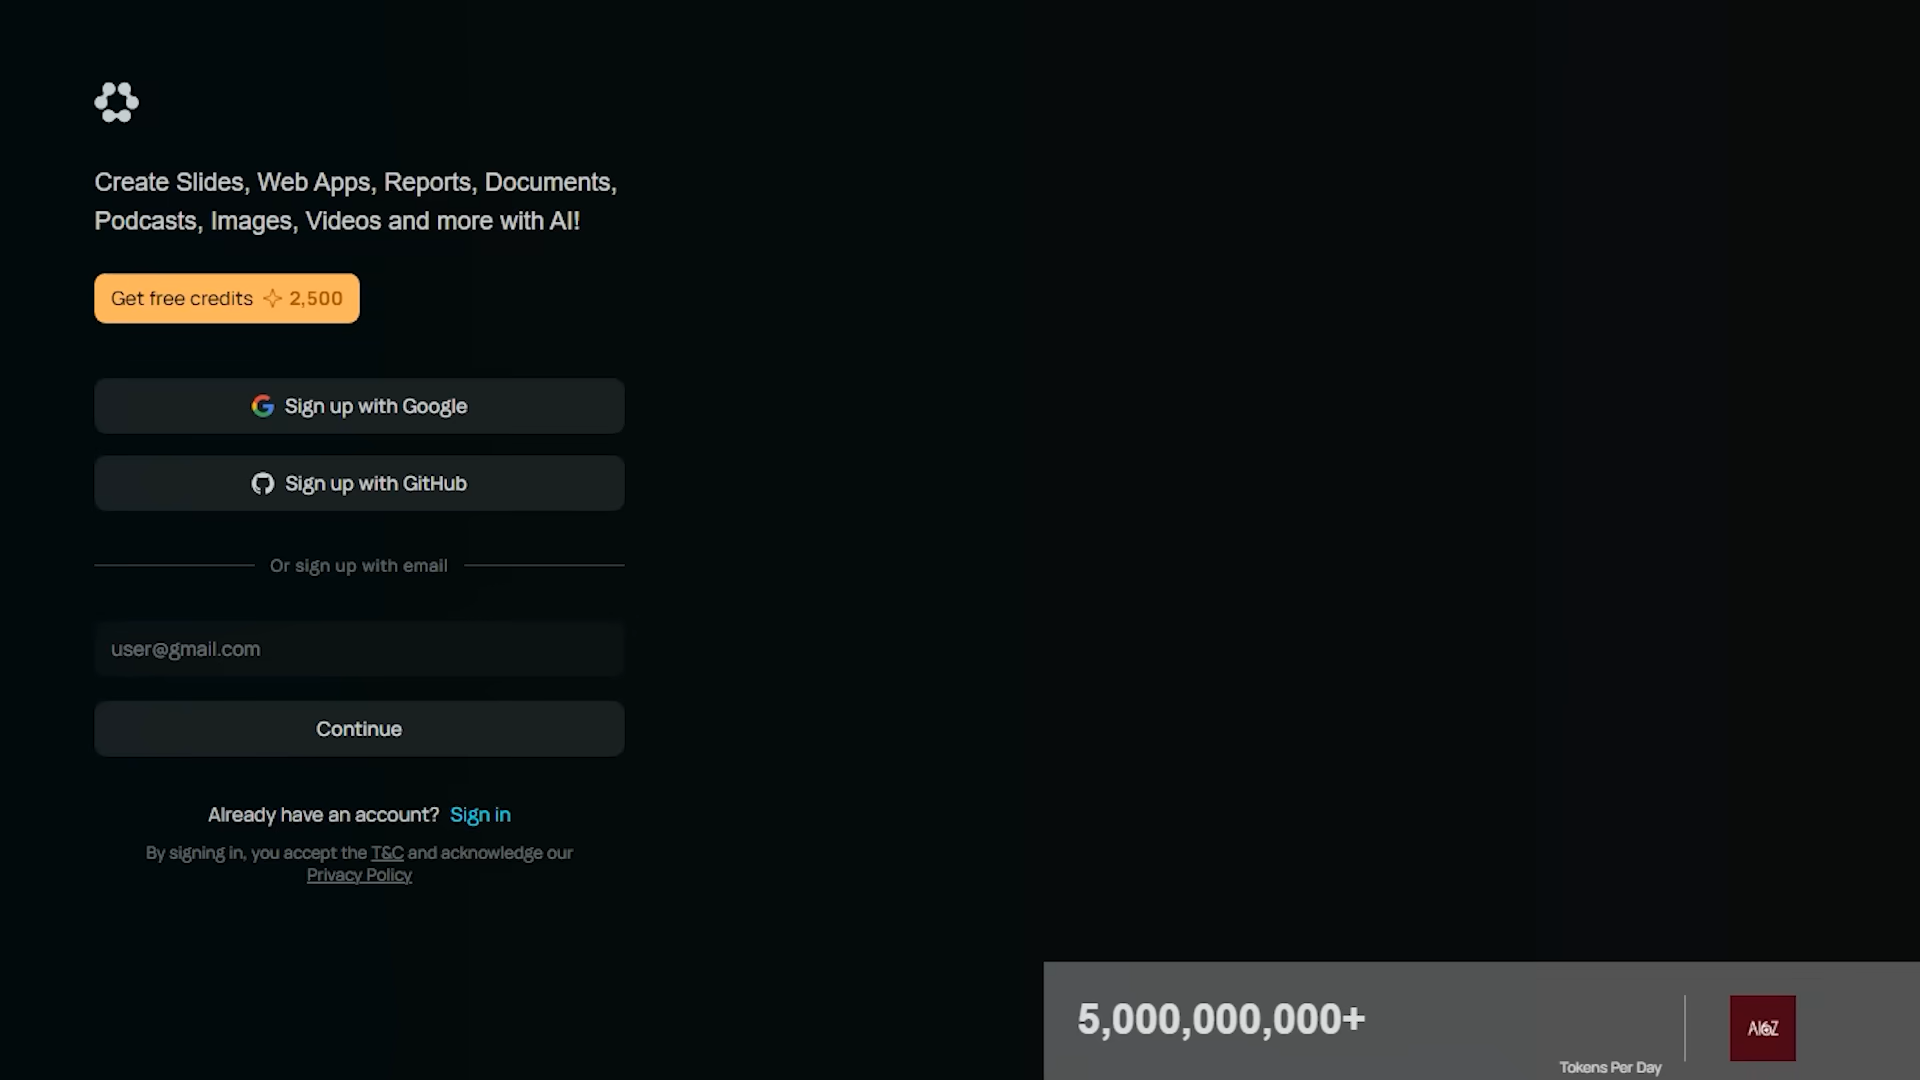 Create Slides, Web Apps, Reports, Documents,
Podcasts, Images, Videos and more with AI!
Get free credits 2,500
Sign up with Google
Sign up with GitHub
Or sign up with email
user@gmail.com
Continue
Already have an account? Sign in
By signing in, you accept the T&C and acknowledge our
Privacy Policy
5,000,000,000+
Tokens Per Day